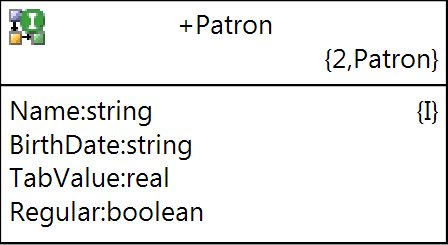 I
+Patron
{2,Patron}
Name:string {I}
BirthDate:string
TabValue:real
Regular:boolean